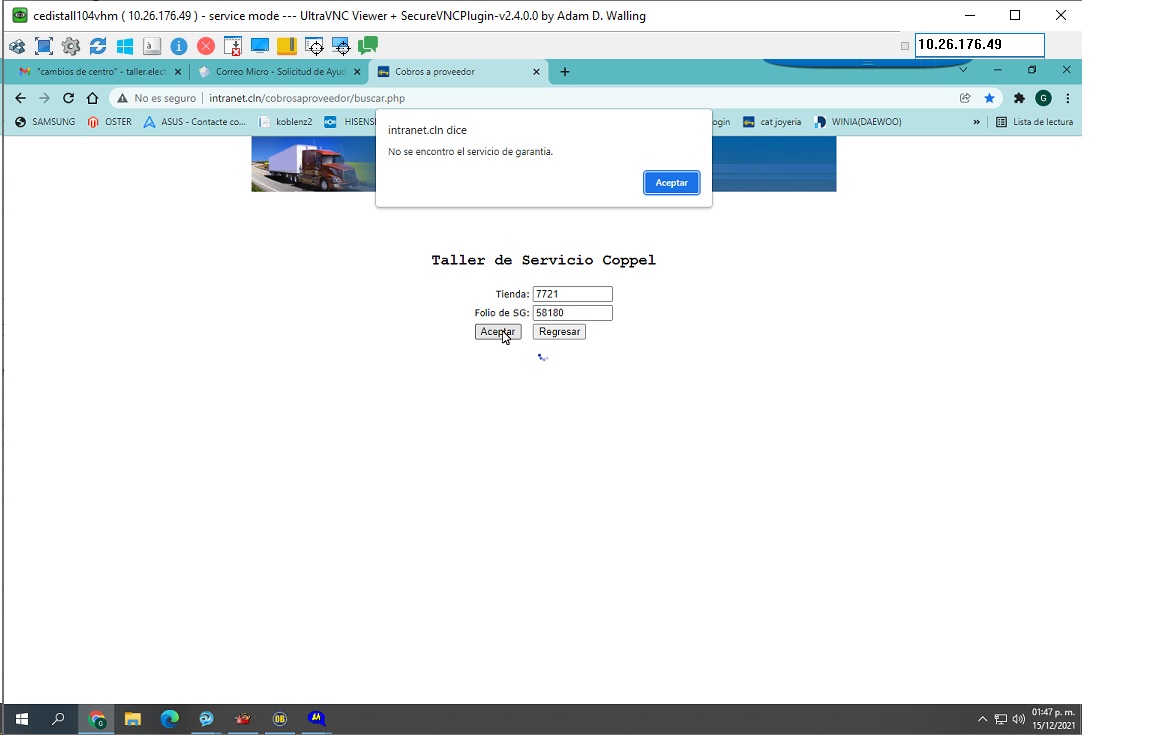 cedistall104vhm ( 10.26.176.49 ) - service mode --- UltraVNC Viewer + SecureVNCPlugin-v2.4.0.0 by Adam D. Walling
10.26.176.49
"cambios de centro" - taller.elect
Correo Micro - Solicitud de Ayud
Cobros a proveedor
No es seguro
intranet.cln/cobrosaproveedor/buscar.php
G
SAMSUNG
OSTER
ASUS - Contacte co...
koblenz2
HISENS
ogin
cat joyeria
WINIA(DAEWOO)
»
Lista de lectura
intranet.cln dice
No se encontro el servicio de garantia.
Aceptar
Taller de Servicio Coppel
Tienda: 7721
Folio de SG: 58180
Aceptar Regresar
01:47 p. m.
15/12/2021